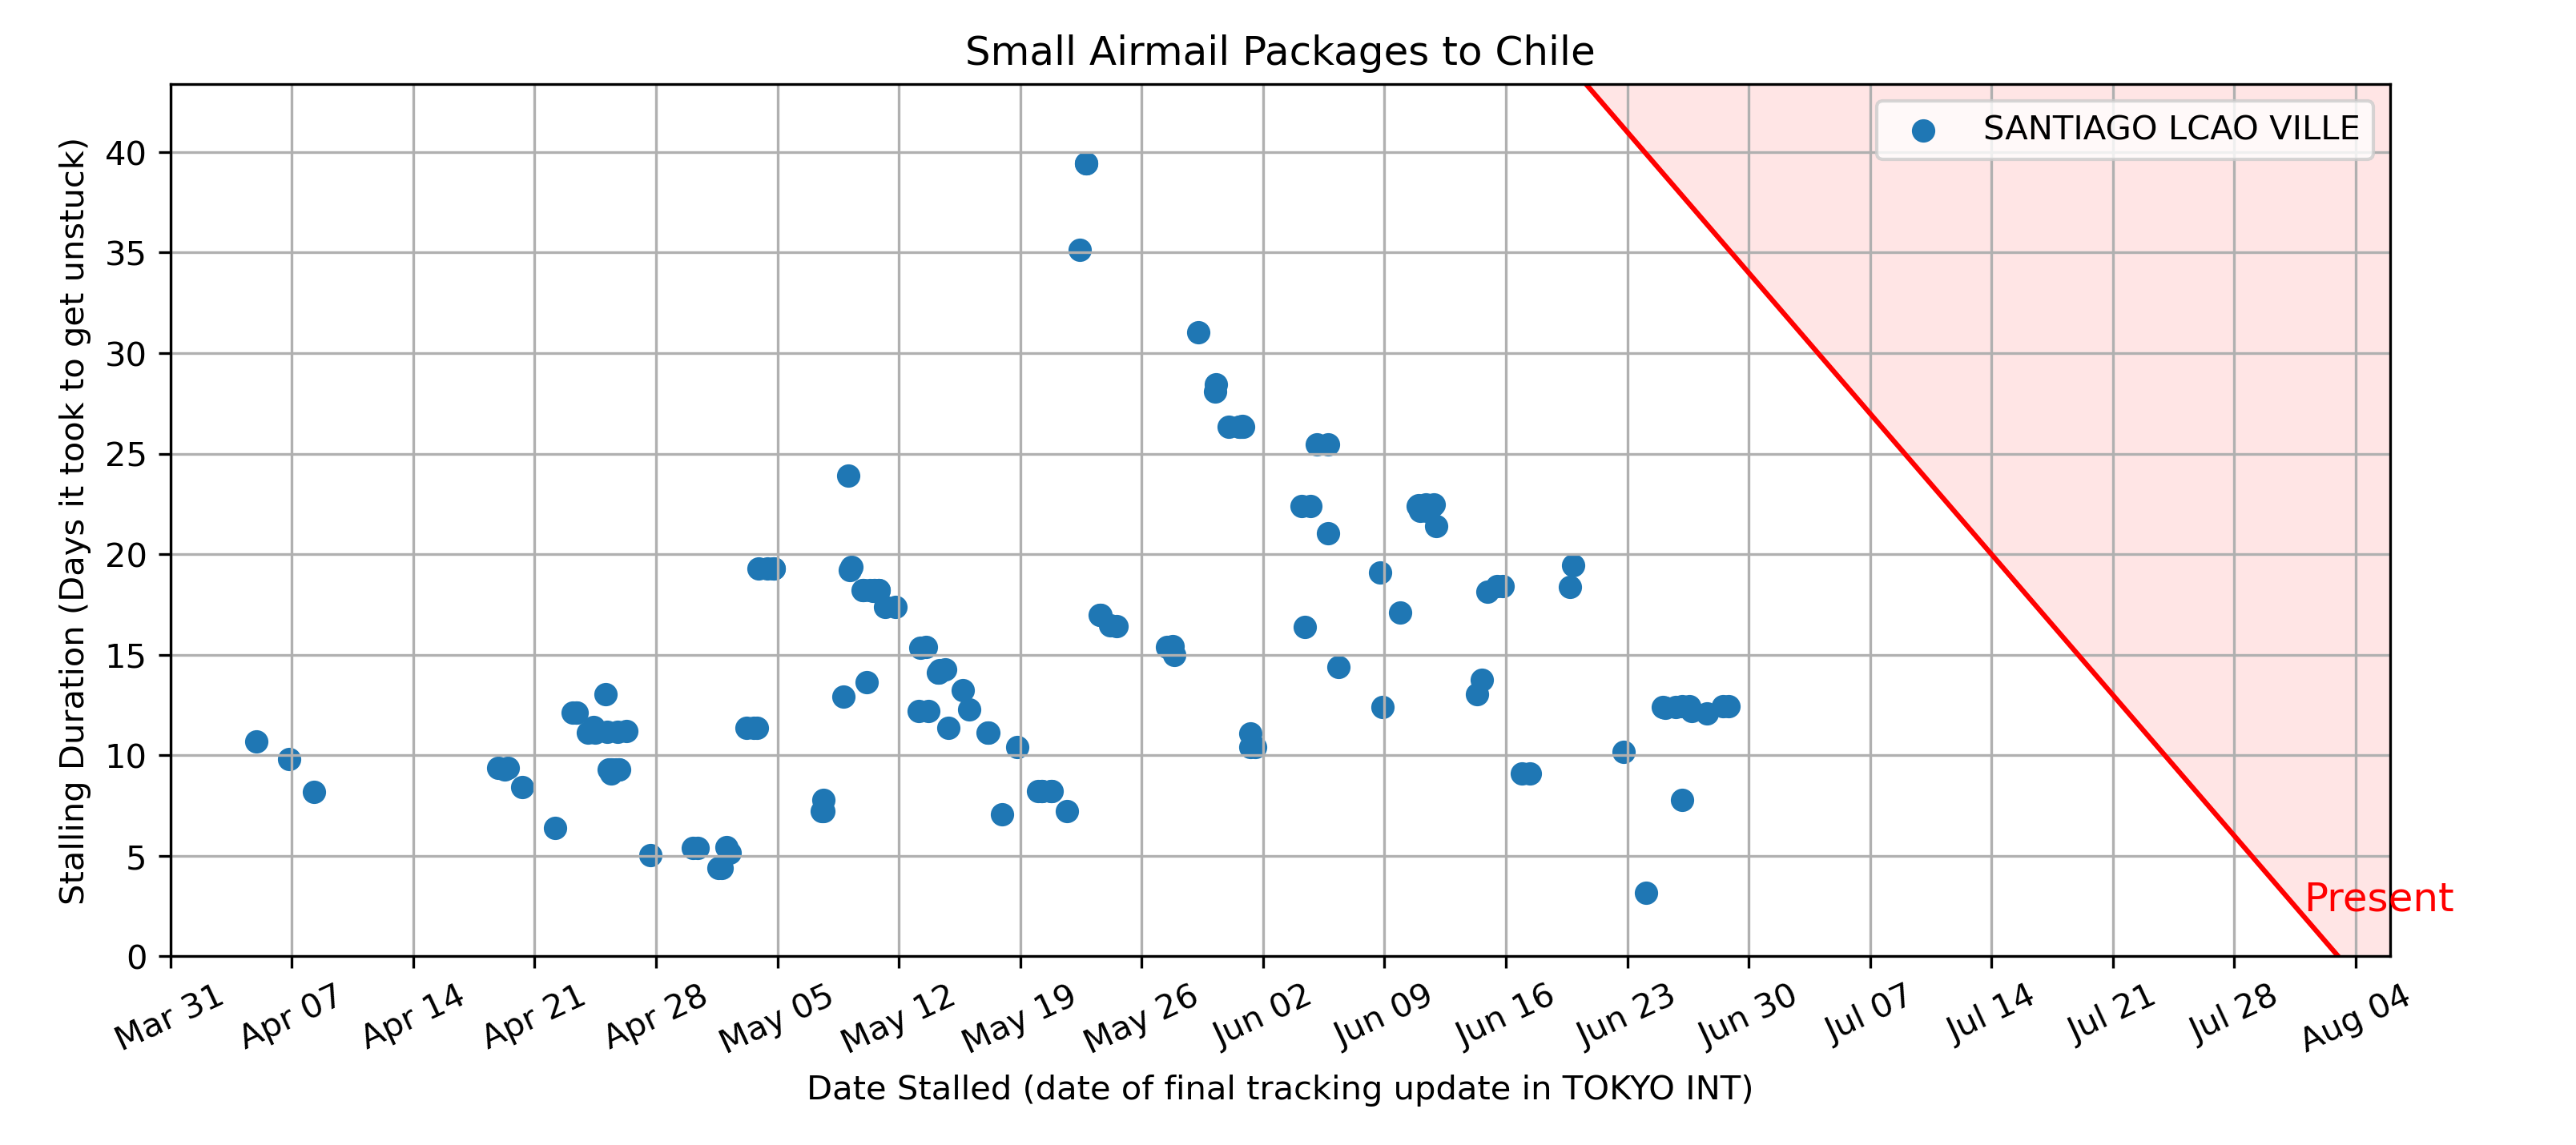 Small Airmail Packages to Chile
SANTIAGO LCAO VILLE
Stalling Duration (Days it took to get unstuck)
40
35
30
25
20
15
10
5
0
Present
Mar 31
Apr 07
Apr 14
Apr 21
Apr 28
May 05
May 12
May 19
May 26
Jun 02
Jun 09
Jun 16
Jun 23
Jun 30
Jul 07
Jul 14
Jul 21
Jul 28
Aug 04
Date Stalled (date of final tracking update in TOKYO INT)